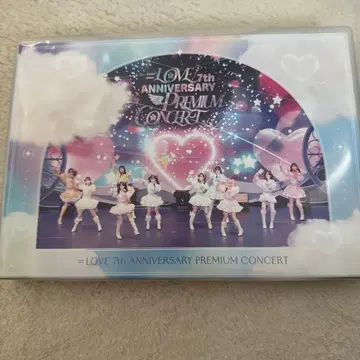 =LOVE 7th
ANNIVERSARY
PREMIUM
CONCERT
=LOVE 7th ANNIVERSARY PREMIUM CONCERT